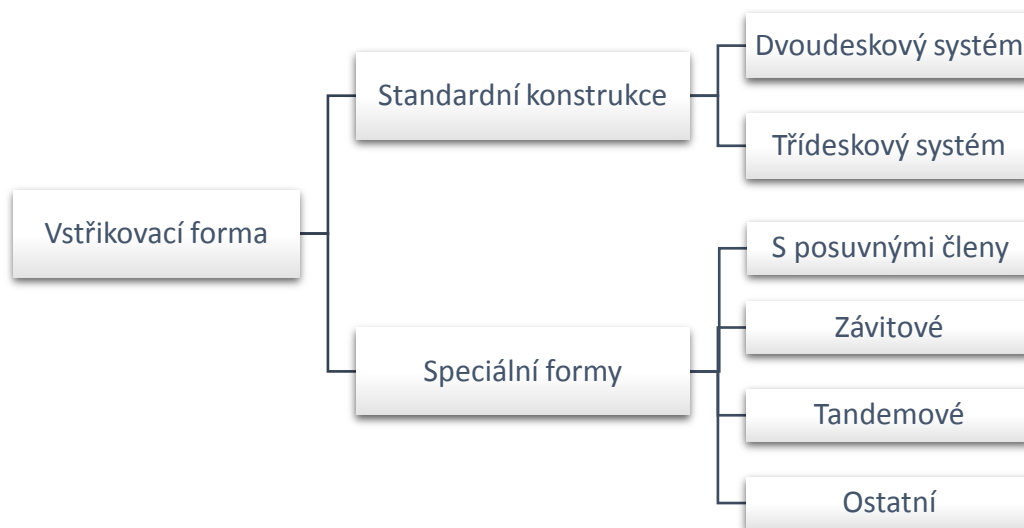 Vstřikovací forma
Standardní konstrukce
Dvoudeskový systém
Třídeskový systém
Speciální formy
S posuvnými členy
Závitové
Tandemové
Ostatní